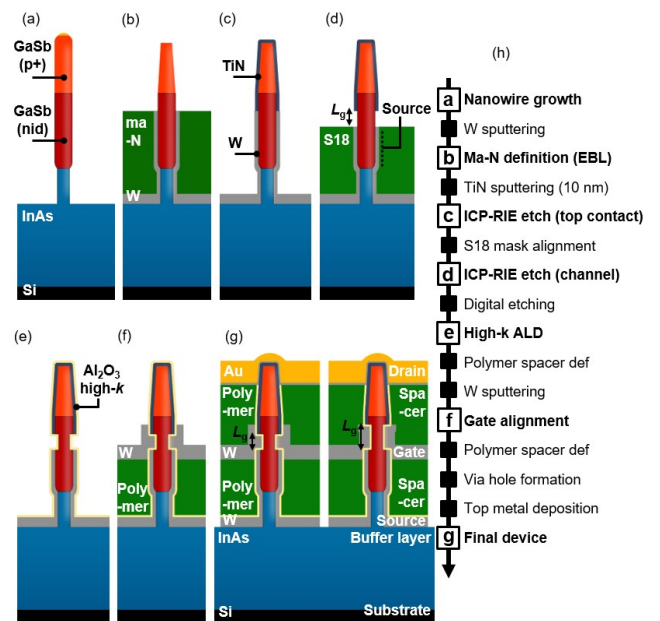 (a)
GaSb
(p+)
GaSb
(nid)
InAs
Si
(b)
ma
-N
W
(c)
TiN
W
(d)
Lg
Source
S18
(e)
Al2O3
high-k
(f)
W
Poly
-mer
(g)
Au
Drain
Poly
-mer
Spa
-cer
Lg
Lg
W
Gate
Poly
-mer
Spa
-cer
W
Source
InAs
Buffer layer
Si
Substrate
(h)
a Nanowire growth
W sputtering
b Ma-N definition (EBL)
TiN sputtering (10 nm)
c ICP-RIE etch (top contact)
S18 mask alignment
d ICP-RIE etch (channel)
Digital etching
e High-k ALD
Polymer spacer def
W sputtering
f Gate alignment
Polymer spacer def
Via hole formation
Top metal deposition
g Final device